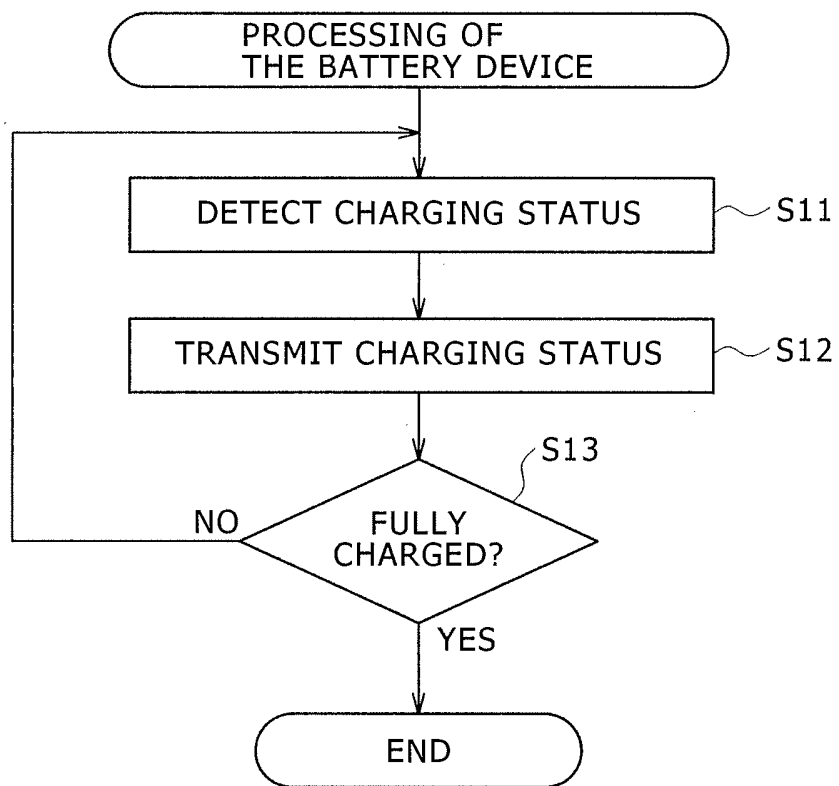 PROCESSING OF
THE BATTERY DEVICE
DETECT CHARGING STATUS
S11
TRANSMIT CHARGING STATUS
S12
S13
NO
FULLY
CHARGED?
YES
END